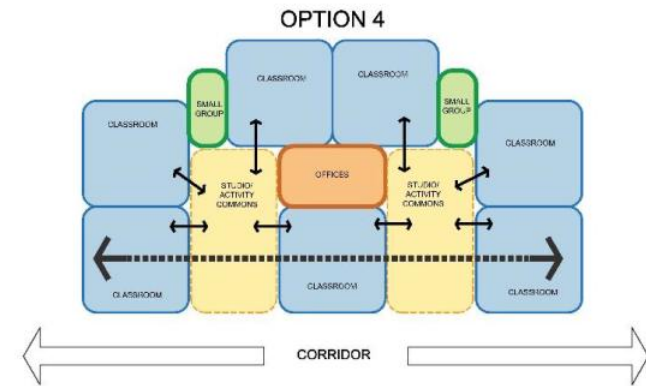 OPTION 4
CLASSROOM
CLASSROOM
SMALL
GROUP
SMALL
GROUP
CLASSROOM
CLASSROOM
OFFICES
STUDIO/
ACTIVITY
COMMONS
STUDIO/
ACTIVITY
COMMONS
CLASSROOM
CLASSROOM
CLASSROOM
CORRIDOR